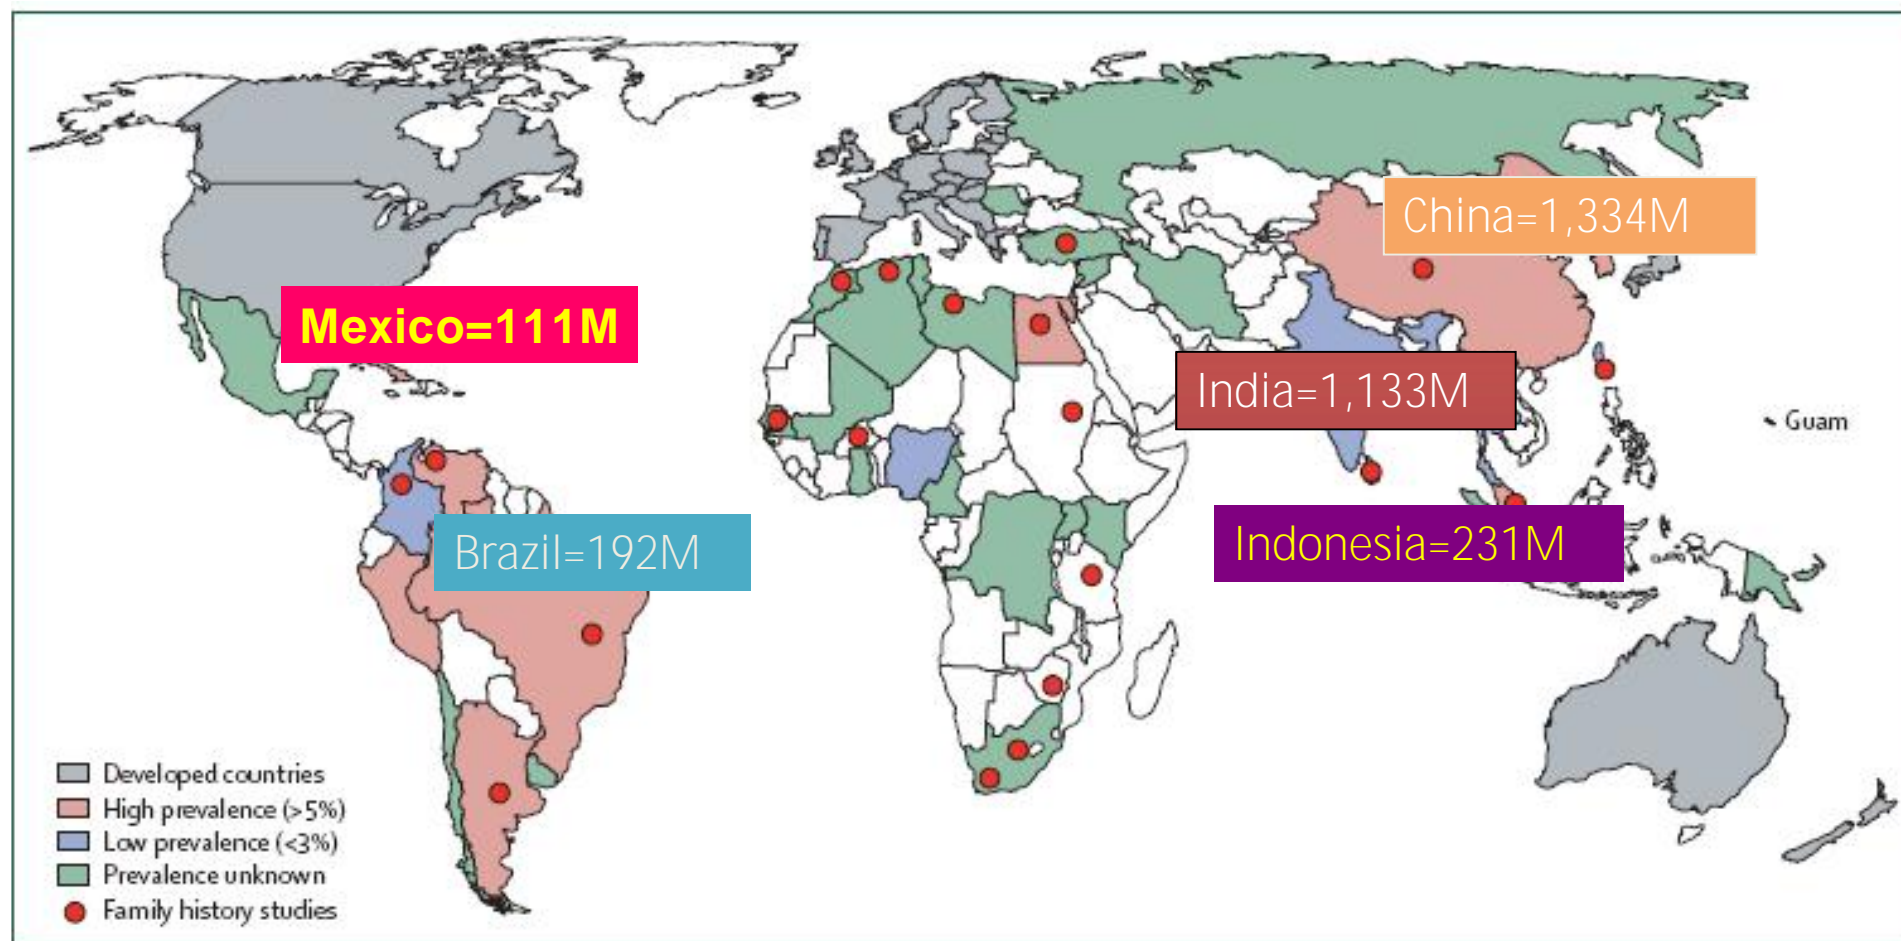 China=1,334M
Mexico=111M
India=1,133M
Guam
Brazil=192M
Indonesia=231M
Developed countries
High prevalence (>5%)
Low prevalence (<3%)
Prevalence unknown
Family history studies